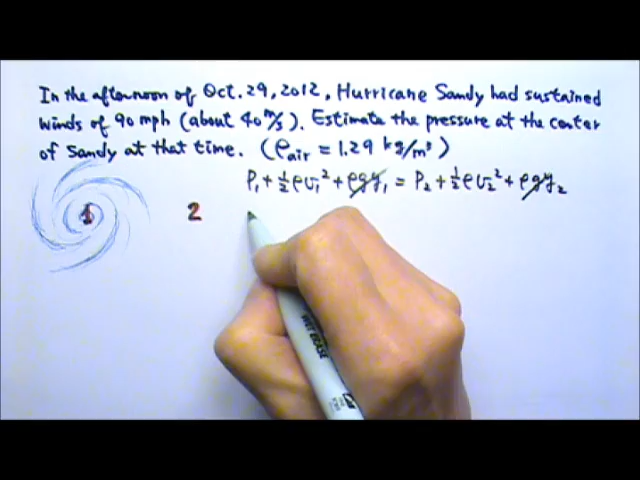 In the afternoon of Oct. 29, 2012, Hurricane Sandy had sustained
winds of 90 mph (about 40 m/s). Estimate the pressure at the center
of Sandy at that time. (ρair = 1.29 kg/m³)
P₁ + ½ρv₁² + ρgy₁ = P₂ + ½ρv₂² + ρgy₂
1 2
WET ERASE